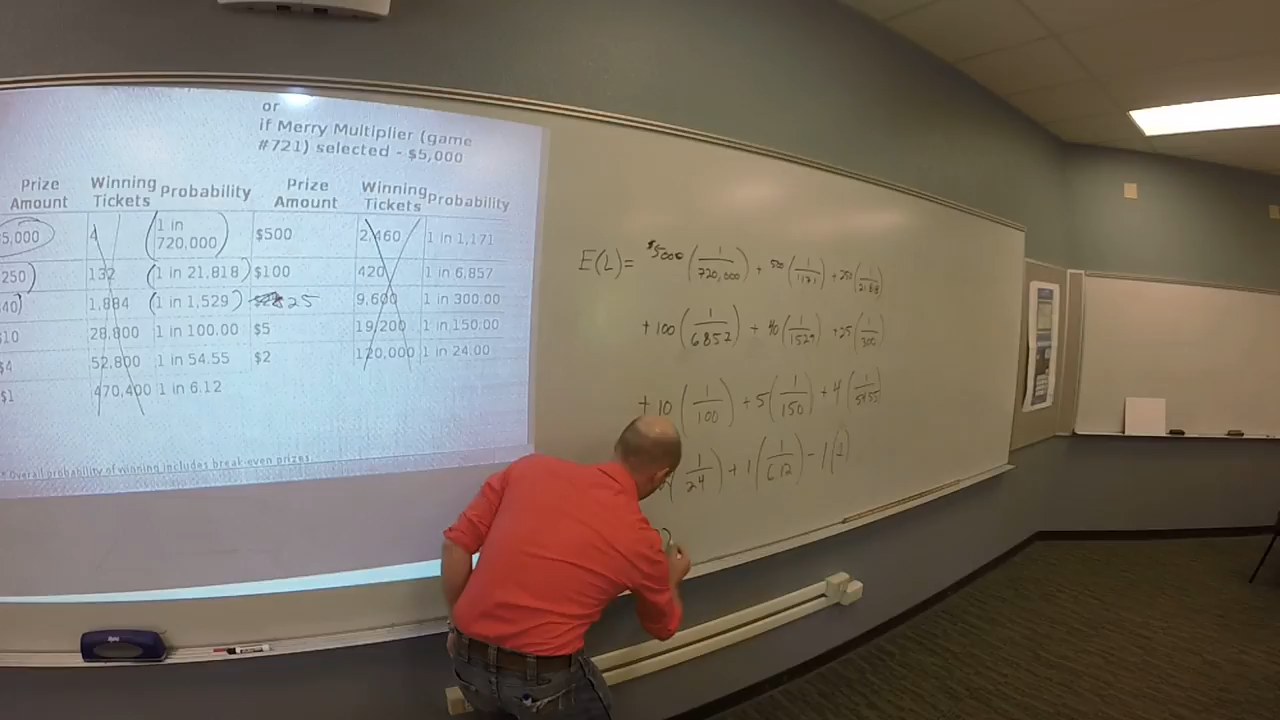 or
if Merry Multiplier (game
#721) selected - $5,000
Prize Amount Winning Tickets Probability Prize Amount Winning Tickets Probability
5,000 4 (1 in 720,000) $500 2,460 1 in 1,171
250) 132 (1 in 21,818) $100 420 1 in 6,857
40) 1,884 (1 in 1,529) 25 9,600 1 in 300.00
$10 28,800 1 in 100.00 $5 19,200 1 in 150.00
$4 52,800 1 in 54.55 $2 120,000 1 in 24.00
$1 470,400 1 in 6.12
* Overall probability of winning includes break-even prizes.
E(L) = $5000 (1/720,000) + 500 (1/1171) + 250 (1/21818)
+ 100 (1/6852) + 40 (1/1529) + 25 (1/300)
+ 10 (1/100) + 5 (1/150) + 4 (1/54.55)
(1/24) + 1 (1/6.12) - 1 (1)